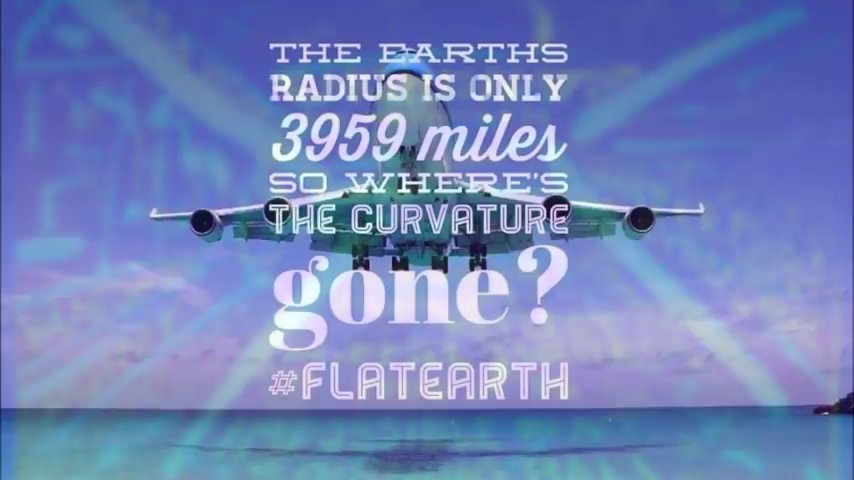 THE EARTHS
RADIUS IS ONLY
3959 miles
SO WHERE'S
THE CURVATURE
gone?
#FLATEARTH